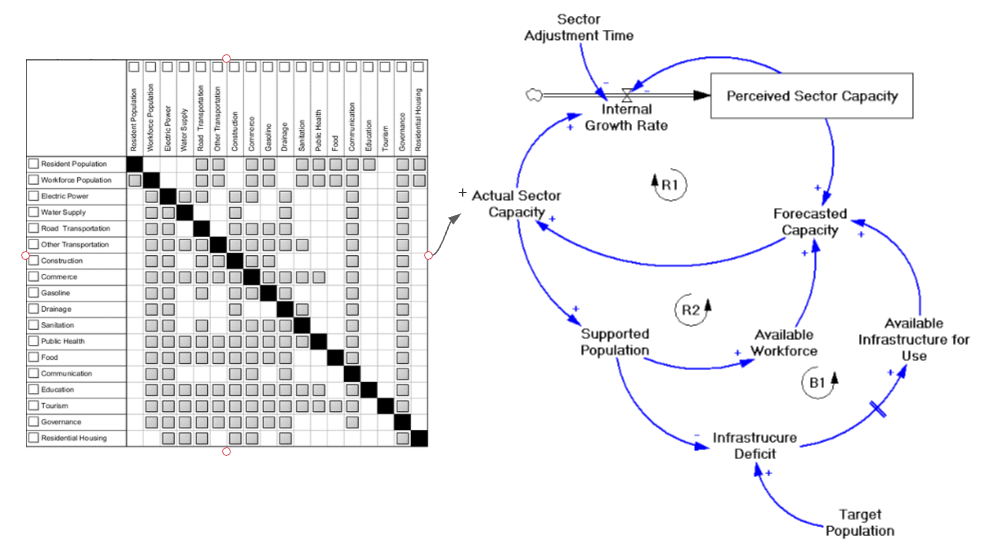 Resident Population
Workforce Population
Electric Power
Water Supply
Road Transportation
Other Transportation
Construction
Commerce
Gasoline
Drainage
Sanitation
Public Health
Food
Communication
Education
Tourism
Governance
Residential Housing
Resident Population
Workforce Population
Electric Power
Water Supply
Road Transportation
Other Transportation
Construction
Commerce
Gasoline
Drainage
Sanitation
Public Health
Food
Communication
Education
Tourism
Governance
Residential Housing
Sector
Adjustment Time
-
-
Perceived Sector Capacity
Internal
Growth Rate
+
R1
+
+ Actual Sector
Capacity
+
Forecasted
Capacity
+
+
R2
+
Supported
Population
+
Available
Workforce
Available
Infrastructure for
Use
+
B1
-
Infrastrucure
Deficit
+
Target
Population